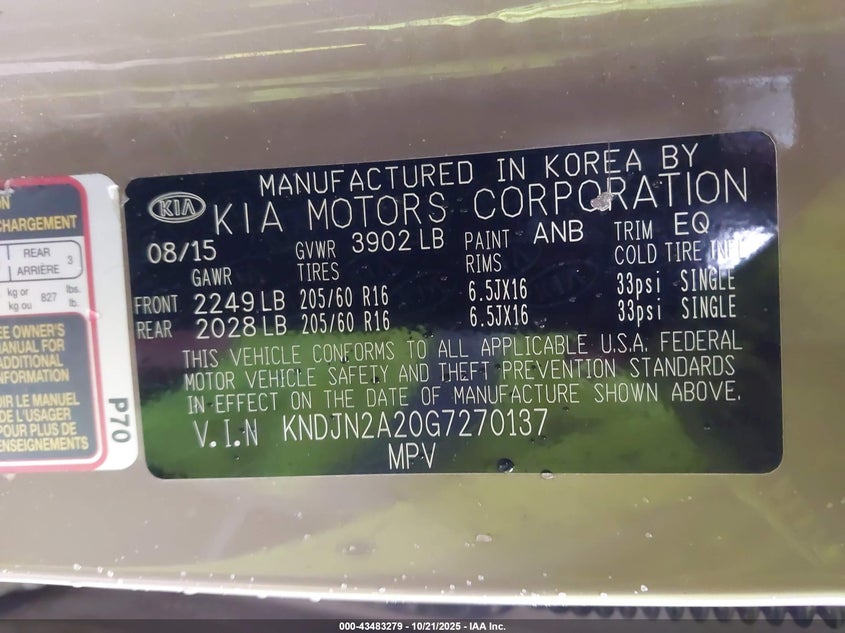 MANUFACTURED IN KOREA BY
KIA KIA MOTORS CORPORATION
08/15 GVWR 3902 LB PAINT ANB TRIM EQ
GAWR TIRES RIMS COLD TIRE INFL
FRONT 2249 LB 205/60 R16 6.5JX16 33psi SINGLE
REAR 2028 LB 205/60 R16 6.5JX16 33psi SINGLE
THIS VEHICLE CONFORMS TO ALL APPLICABLE U.S.A. FEDERAL
MOTOR VEHICLE SAFETY AND THEFT PREVENTION STANDARDS
IN EFFECT ON THE DATE OF MANUFACTURE SHOWN ABOVE.
V.I.N KNDJN2A20G7270137
MPV
CHARGEMENT
REAR
ARRIÈRE 3
kg or lbs.
kg ou 827 lb.
OWNER'S
MANUAL FOR
ADDITIONAL
INFORMATION
LE MANUEL
L'USAGER
POUR PLUS DE
RENSEIGNEMENTS
P70
000-43483279 - 10/21/2025 - IAA Inc.